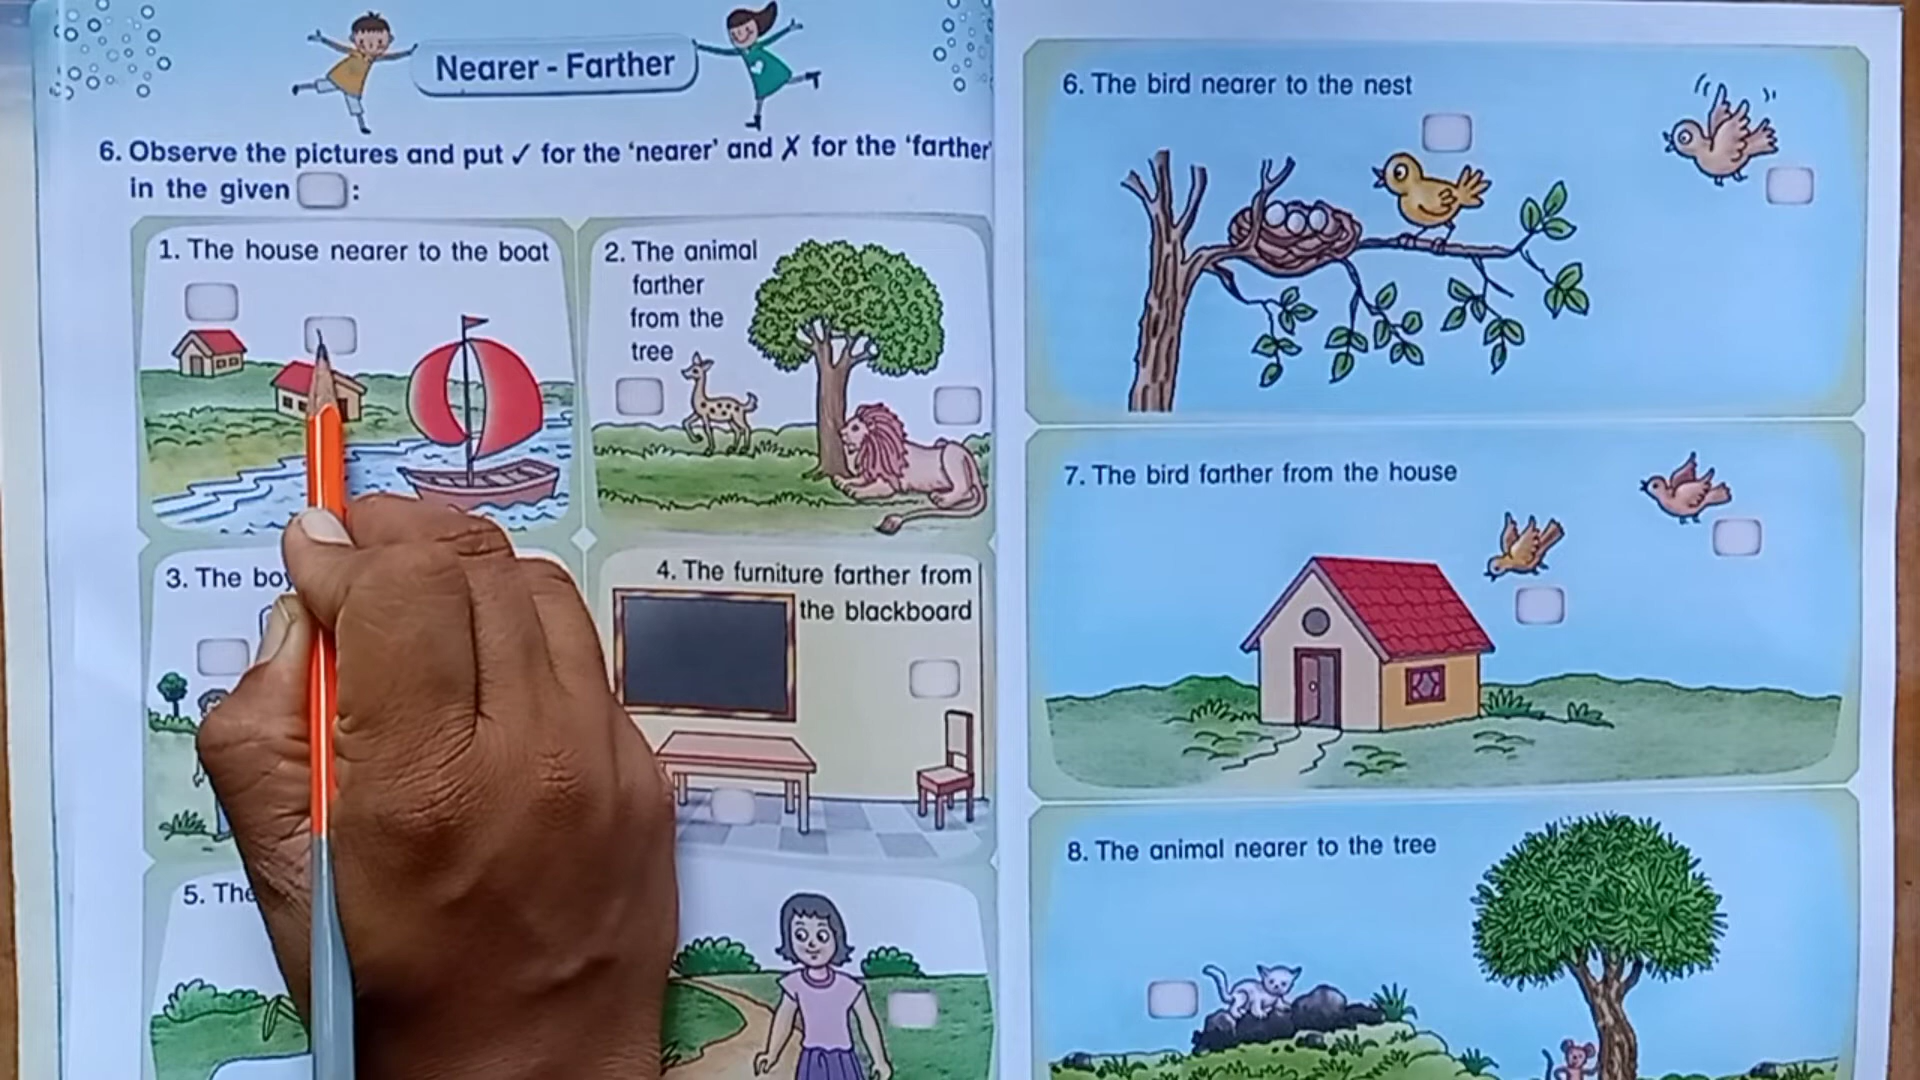 Nearer - Farther
6. Observe the pictures and put ✓ for the ‘nearer’ and ✗ for the ‘farther’
in the given :
1. The house nearer to the boat
2. The animal
farther
from the
tree
3. The boy
4. The furniture farther from
the blackboard
5. The
6. The bird nearer to the nest
7. The bird farther from the house
8. The animal nearer to the tree